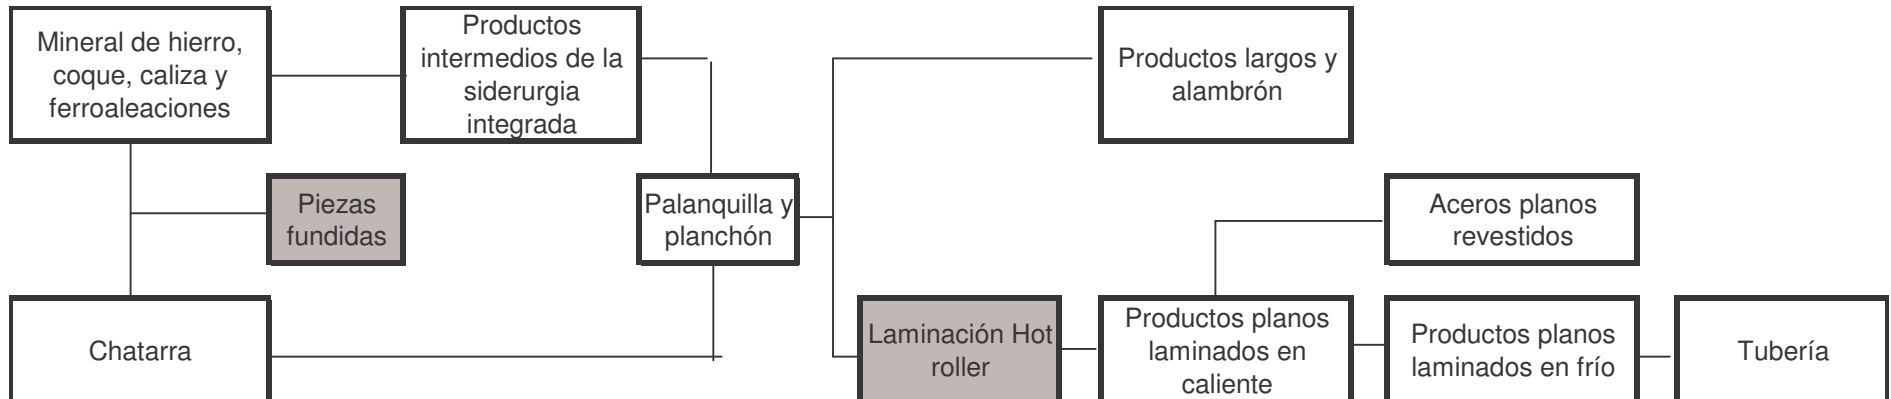 Mineral de hierro,
coque, caliza y
ferroaleaciones
Productos
intermedios de la
siderurgia
integrada
Productos largos y
alambrón
Piezas
fundidas
Palanquilla y
planchón
Aceros planos
revestidos
Chatarra
Laminación Hot
roller
Productos planos
laminados en
caliente
Productos planos
laminados en frío
Tubería